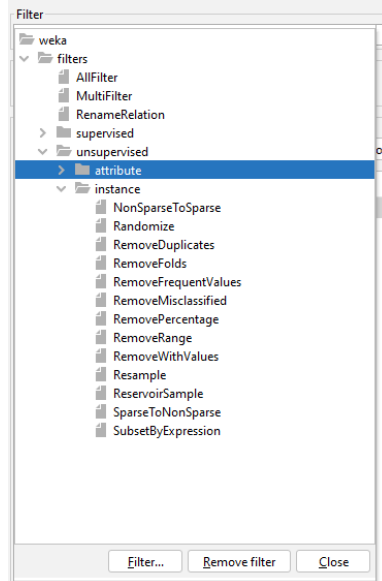 Filter
weka
filters
AllFilter
MultiFilter
RenameRelation
supervised
unsupervised
attribute
instance
NonSparseToSparse
Randomize
RemoveDuplicates
RemoveFolds
RemoveFrequentValues
RemoveMisclassified
RemovePercentage
RemoveRange
RemoveWithValues
Resample
ReservoirSample
SparseToNonSparse
SubsetByExpression
Filter... Remove filter Close